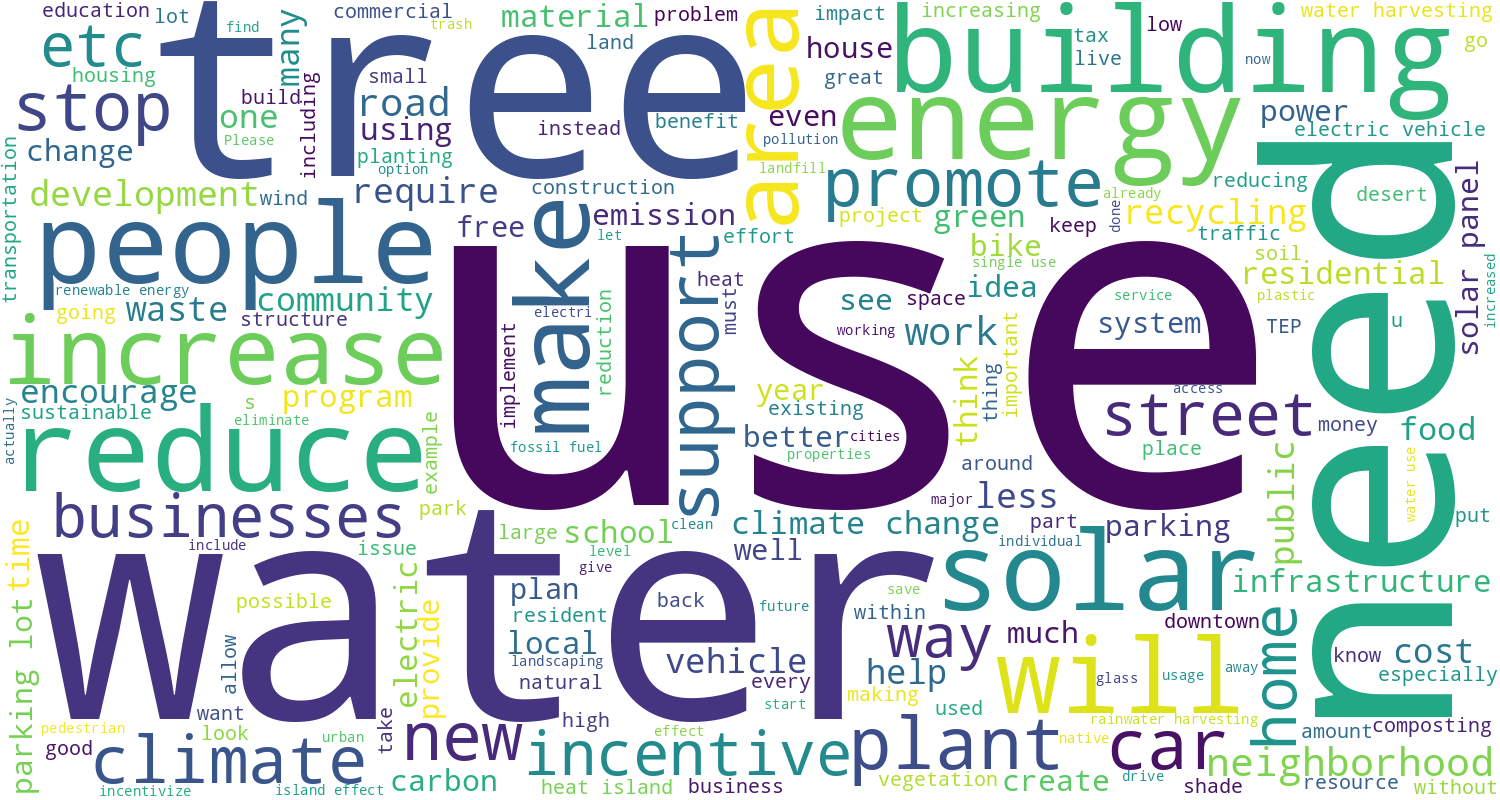 education
lot
find
commercial
trash
material
problem
impact
increasing
water harvesting
etc
tree
many
land
area
house
building
tax
low
go
housing
small
great
live
now
stop
build
including
road
one
using
instead
benefit
even
energy
power
electric vehicle
Please
change
planting
option
pollution
landfill
transportation
development
wind
require
construction
promote
already
reducing
desert
people
free
make
emission
project
green
keep
done
recycling
traffic
solar panel
let
support
effort
bike
single use
soil
residential
need
renewable energy
community
waste
going
structure
heat
must
use
see
space
idea
service
plastic
increased
electri
reduction
working
work
system
TEP
u
increase
implement
encourage
program
s
sustainable
eliminate
year
existing
think
thing
important
access
street
money
food
actually
reduce
example
fossil fuel
better
cities
properties
place
water use
around
public
businesses
park
major
less
put
time
include
issue
large
school
clean
climate change
part
parking
individual
level
well
give
water
solar
infrastructure
parking lot
possible
electric
plan
back
future
save
within
resident
local
way
much
downtown
home
allow
provide
landscaping
vehicle
help
will
know
cost
natural
every
glass
usage
away
especially
making
pedestrian
want
take
new
high
start
used
rainwater harvesting
amount
composting
good
look
urban
effect
native
climate
incentive
plant
car
neighborhood
incentivize
island effect
carbon
heat island
business
vegetation
create
drive
shade
resource
without